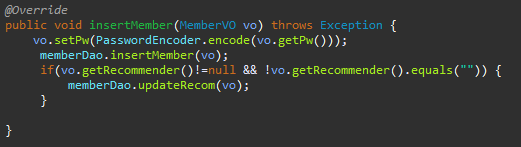 @Override
public void insertMember(MemberVO vo) throws Exception {
    vo.setPw(PasswordEncoder.encode(vo.getPw()));
     memberDao.insertMember(vo);
     if(vo.getRecommender()!=null && !vo.getRecommender().equals("")) {
         memberDao.updateRecom(vo);
     }
}